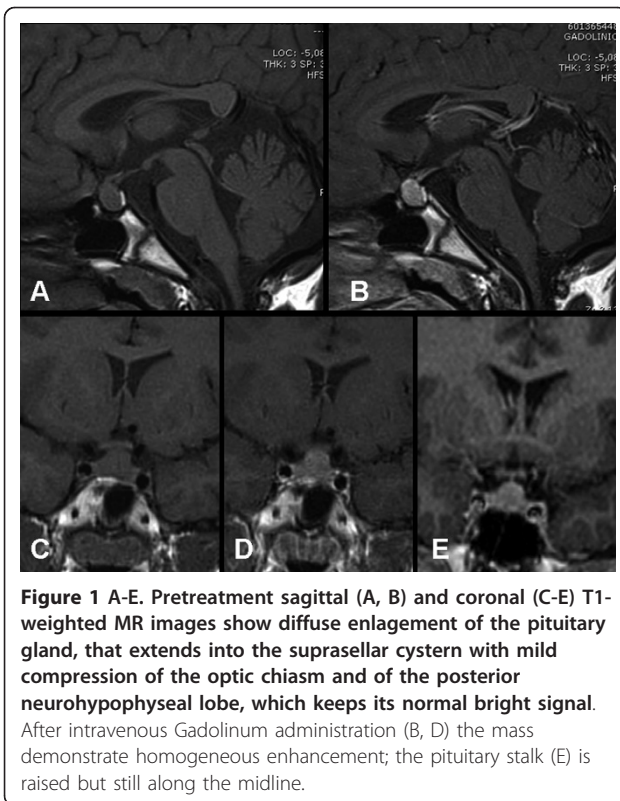 LOC: -5,08
THK: 3 SP: 3
HFS
601365448
GADOLINIC
LOC: -5,08
THK: 3 SP: 3
HFS
A
B
C
D
E
Figure 1 A-E. Pretreatment sagittal (A, B) and coronal (C-E) T1-
weighted MR images show diffuse enlagement of the pituitary
gland, that extends into the suprasellar cystern with mild
compression of the optic chiasm and of the posterior
neurohypophyseal lobe, which keeps its normal bright signal.
After intravenous Gadolinum administration (B, D) the mass
demonstrate homogeneous enhancement; the pituitary stalk (E) is
raised but still along the midline.